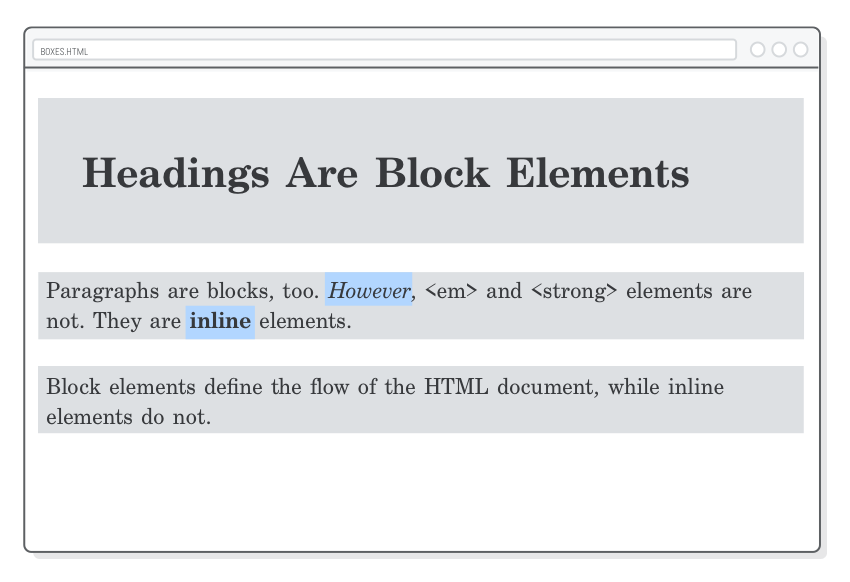 BOXES.HTML
Headings Are Block Elements
Paragraphs are blocks, too. However, <em> and <strong> elements are
not. They are inline elements.
Block elements define the flow of the HTML document, while inline
elements do not.